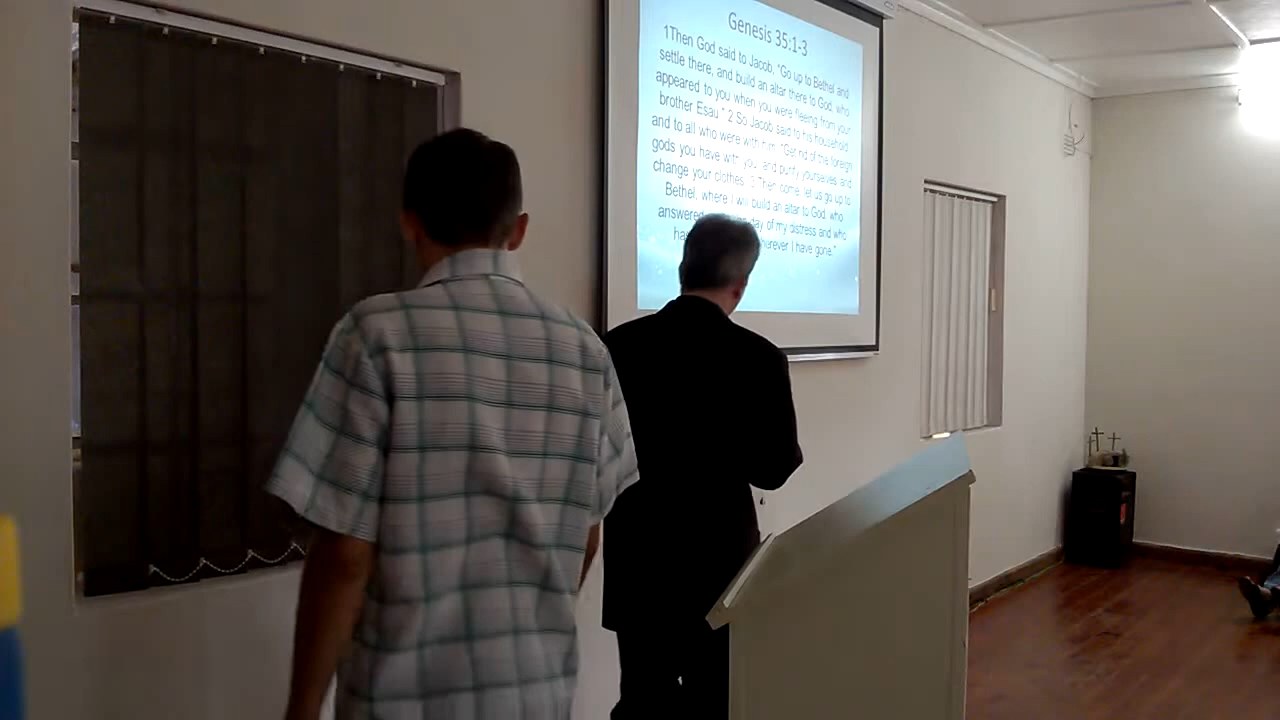 Genesis 35:1-3
1Then God said to Jacob, "Go up to Bethel and
settle there, and build an altar there to God, who
appeared to you when you were fleeing from your
brother Esau." 2 So Jacob said to his household
and to all who were with him, "Get rid of the foreign
gods you have with you, and purify yourselves and
change your clothes. 3 Then come, let us go up to
Bethel, where I will build an altar to God, who
answered day of my distress and who
has wherever I have gone."